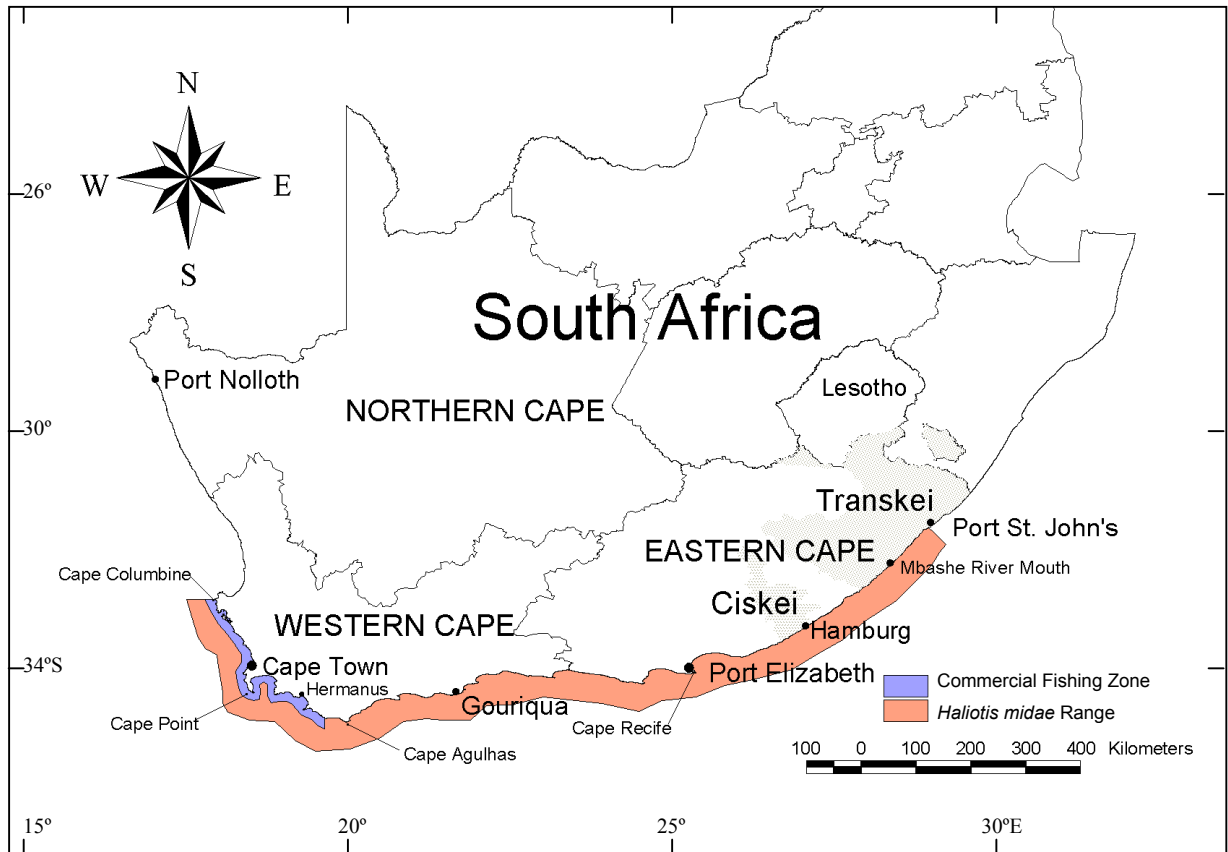 N
W
E
S
26º
South Africa
Port Nolloth
Lesotho
NORTHERN CAPE
30º
Transkei
Port St. John's
EASTERN CAPE
Mbashe River Mouth
Cape Columbine
Ciskei
WESTERN CAPE
Hamburg
34ºS
Cape Town
Port Elizabeth
Hermanus
Commercial Fishing Zone
Gouriqua
Haliotis midae Range
Cape Point
Cape Recife
Cape Agulhas
100 0 100 200 300 400 Kilometers
15º 20º 25º 30ºE